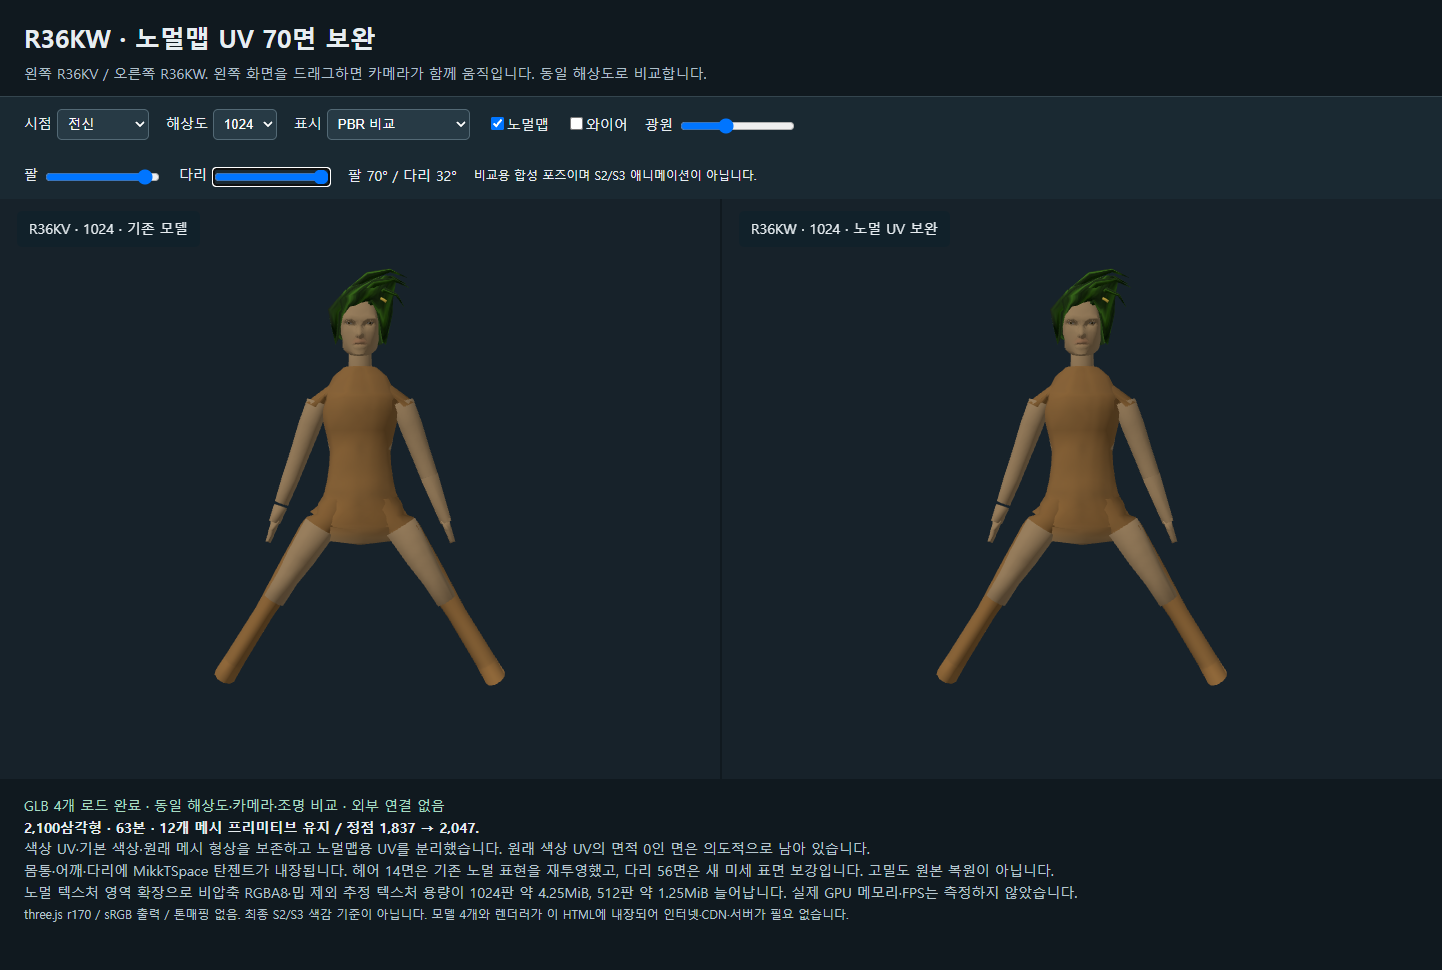 R36KW · 노멀맵 UV 70면 보완
왼쪽 R36KV / 오른쪽 R36KW. 왼쪽 화면을 드래그하면 카메라가 함께 움직입니다. 동일 해상도로 비교합니다.
시점 전신 해상도 1024 표시 PBR 비교 노멀맵 와이어 광원
팔 다리 팔 70° / 다리 32° 비교용 합성 포즈이며 S2/S3 애니메이션이 아닙니다.
R36KV · 1024 · 기존 모델
R36KW · 1024 · 노멀 UV 보완
GLB 4개 로드 완료 · 동일 해상도·카메라·조명 비교 · 외부 연결 없음
2,100삼각형 · 63본 · 12개 메시 프리미티브 유지 / 정점 1,837 → 2,047.
색상 UV·기본 색상·원래 메시 형상을 보존하고 노멀맵용 UV를 분리했습니다. 원래 색상 UV의 면적 0인 면은 의도적으로 남아 있습니다.
몸통·어깨·다리에 MikkTSpace 탄젠트가 내장됩니다. 헤어 14면은 기존 노멀 표현을 재투영했고, 다리 56면은 새 미세 표면 보강입니다. 고밀도 원본 복원이 아닙니다.
노멀 텍스처 영역 확장으로 비압축 RGBA8·밉 제외 추정 텍스처 용량이 1024판 약 4.25MiB, 512판 약 1.25MiB 늘어납니다. 실제 GPU 메모리·FPS는 측정하지 않았습니다.
three.js r170 / sRGB 출력 / 톤매핑 없음. 최종 S2/S3 색감 기준이 아닙니다. 모델 4개와 렌더러가 이 HTML에 내장되어 인터넷·CDN·서버가 필요 없습니다.